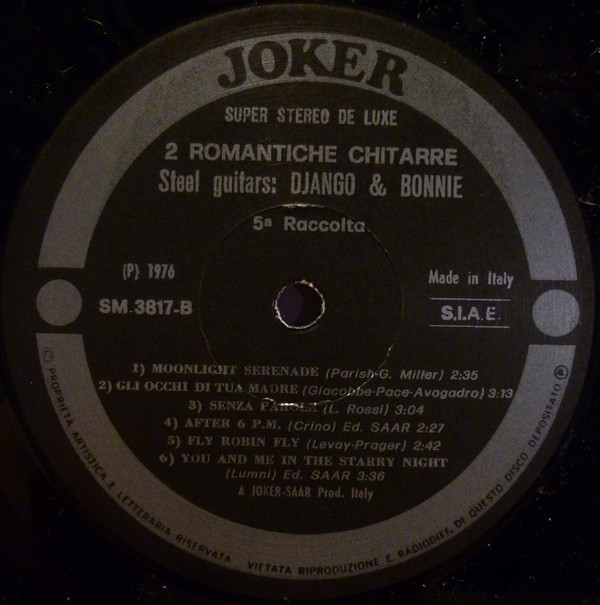 JOKER
SUPER STEREO DE LUXE
2 ROMANTICHE CHITARRE
Steel guitars: DJANGO & BONNIE
5ª Raccolta
(P) 1976
Made in Italy
SM.3817-B
S.I.A.E.
1) MOONLIGHT SERENADE (Parish-G. Miller) 2:35
2) GLI OCCHI DI TUA MADRE (Giacobbe-Pace-Avogadro) 3:13
3) SENZA PAROLE (L. Rossi) 3:04
4) AFTER 6 P.M. (Crino) Ed. SAAR 2:27
5) FLY ROBIN FLY (Levay-Prager) 2:42
6) YOU AND ME IN THE STARRY NIGHT
(Lumni) Ed. SAAR 3:36
A JOKER-SAAR Prod. Italy
© PROPRIETÀ ARTISTICA E LETTERARIA RISERVATA VIETATA RIPRODUZIONE E RADIODIFF. DI QUESTO DISCO DEPOSITATO ®